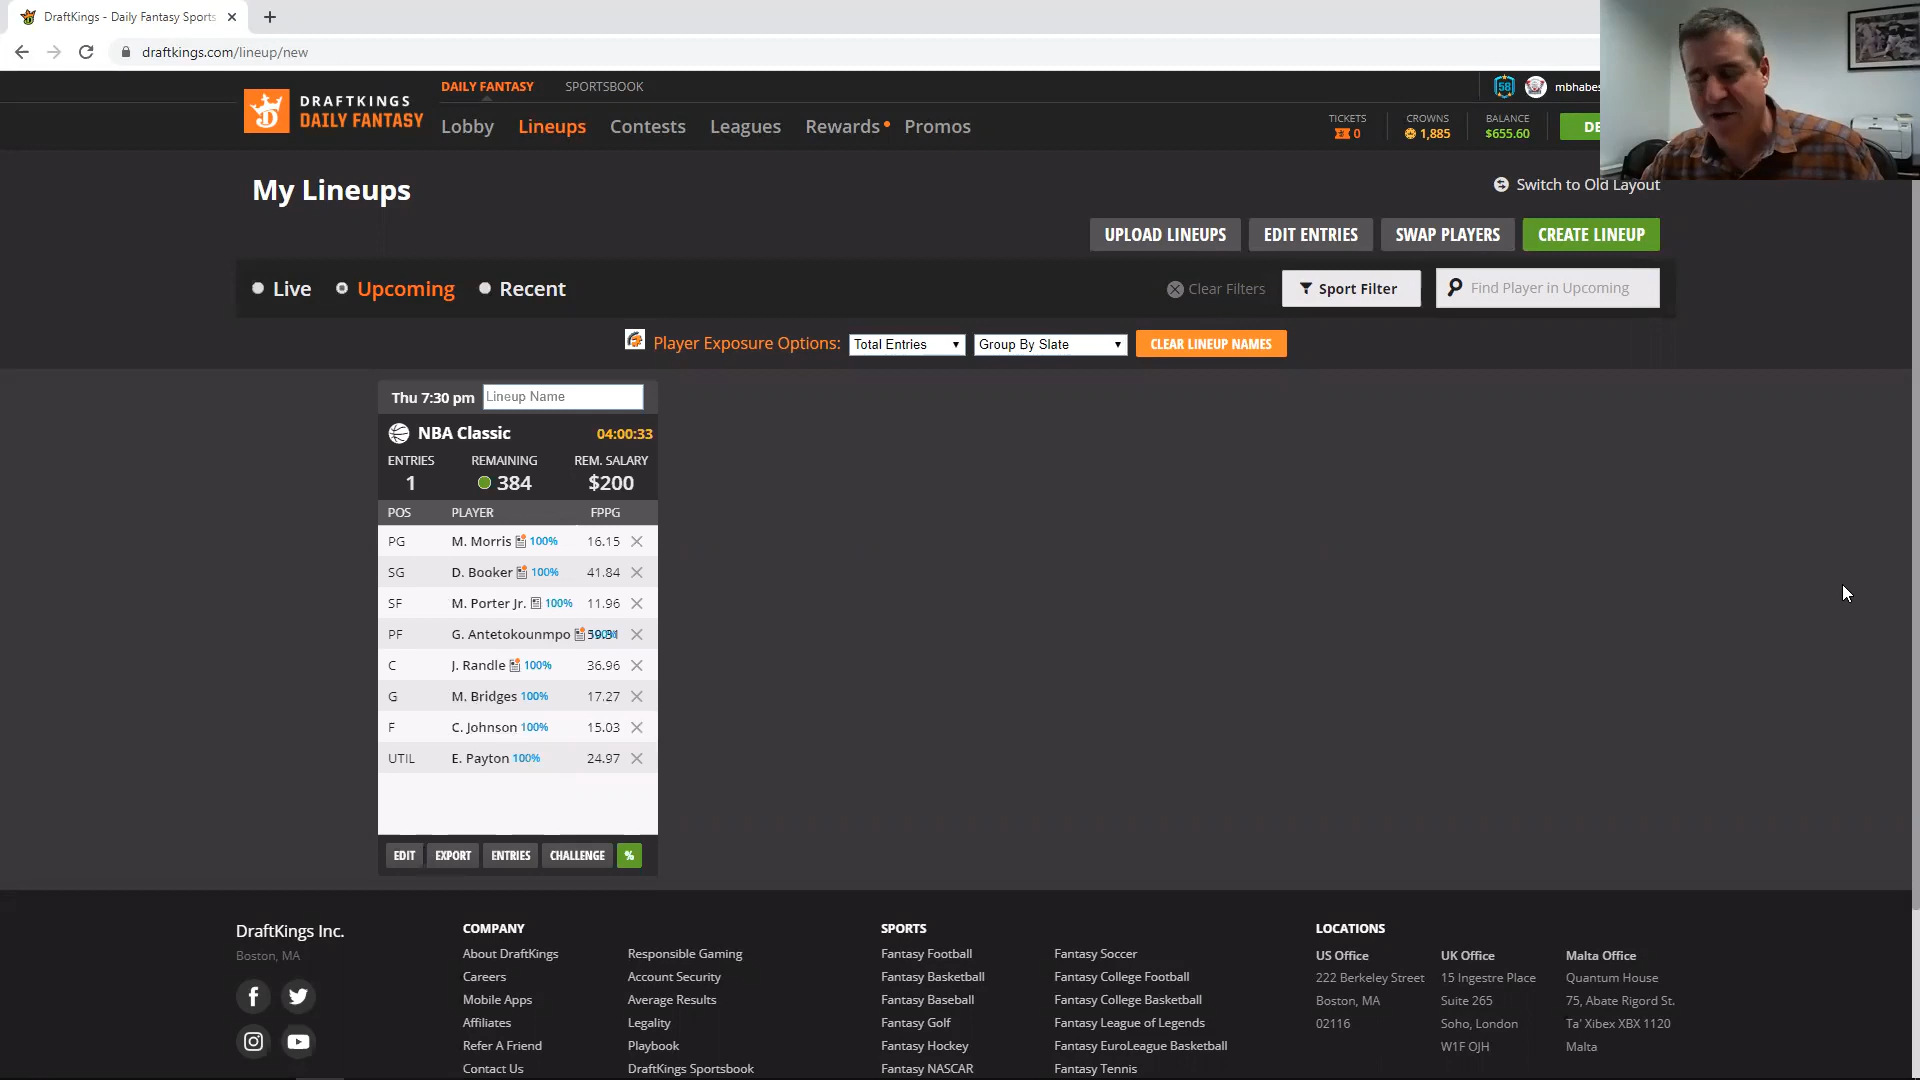 DraftKings - Daily Fantasy Sports
draftkings.com/lineup/new
DAILY FANTASY SPORTSBOOK
58 mbhabes
DRAFTKINGS
DAILY FANTASY
Lobby Lineups Contests Leagues Rewards Promos
TICKETS CROWNS BALANCE
0 1,885 $655.60 DE
My Lineups
Switch to Old Layout
UPLOAD LINEUPS EDIT ENTRIES SWAP PLAYERS CREATE LINEUP
Live Upcoming Recent Clear Filters Sport Filter Find Player in Upcoming
Player Exposure Options: Total Entries Group By Slate CLEAR LINEUP NAMES
Thu 7:30 pm Lineup Name
NBA Classic 04:00:33
ENTRIES REMAINING REM. SALARY
1 384 $200
POS PLAYER FPPG
PG M. Morris 100% 16.15
SG D. Booker 100% 41.84
SF M. Porter Jr. 100% 11.96
PF G. Antetokounmpo
C J. Randle 100% 36.96
G M. Bridges 100% 17.27
F C. Johnson 100% 15.03
UTIL E. Payton 100% 24.97
EDIT EXPORT ENTRIES CHALLENGE %
DraftKings Inc.
Boston, MA
COMPANY
About DraftKings Responsible Gaming
Careers Account Security
Mobile Apps Average Results
Affiliates Legality
Refer A Friend Playbook
Contact Us DraftKings Sportsbook
SPORTS
Fantasy Football Fantasy Soccer
Fantasy Basketball Fantasy College Football
Fantasy Baseball Fantasy College Basketball
Fantasy Golf Fantasy League of Legends
Fantasy Hockey Fantasy EuroLeague Basketball
Fantasy NASCAR Fantasy Tennis
LOCATIONS
US Office UK Office Malta Office
222 Berkeley Street 15 Ingestre Place Quantum House
Boston, MA Suite 265 75, Abate Rigord St.
02116 Soho, London Ta' Xibex XBX 1120
W1F OJH Malta